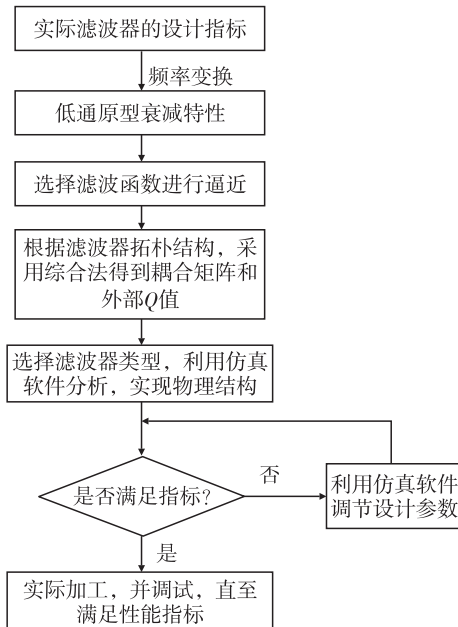 实际滤波器的设计指标
频率变换
低通原型衰减特性
选择滤波函数进行逼近
根据滤波器拓朴结构，采
用综合法得到耦合矩阵和
外部Q值
选择滤波器类型，利用仿真
软件分析，实现物理结构
是否满足指标?
否
利用仿真软件
调节设计参数
是
实际加工，并调试，直至
满足性能指标